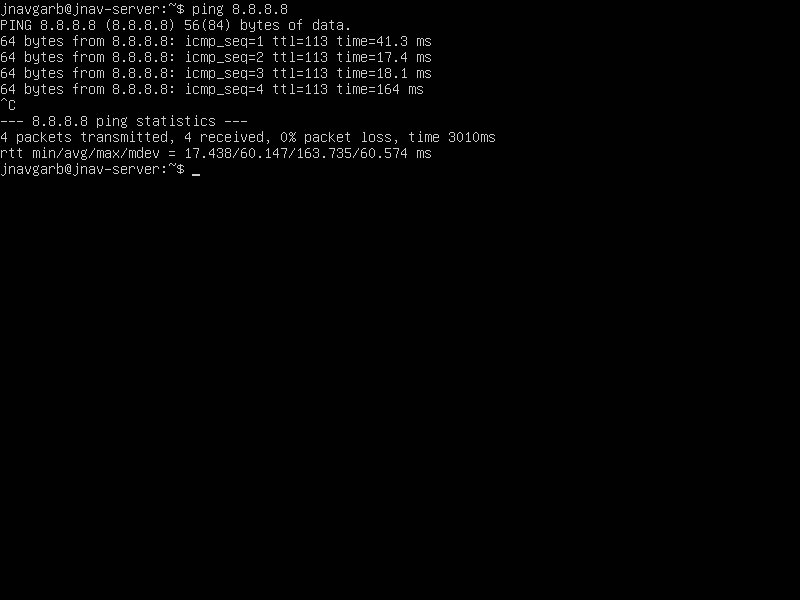 jnavgarb@jnav-server:~$ ping 8.8.8.8
PING 8.8.8.8 (8.8.8.8) 56(84) bytes of data.
64 bytes from 8.8.8.8: icmp_seq=1 ttl=113 time=41.3 ms
64 bytes from 8.8.8.8: icmp_seq=2 ttl=113 time=17.4 ms
64 bytes from 8.8.8.8: icmp_seq=3 ttl=113 time=18.1 ms
64 bytes from 8.8.8.8: icmp_seq=4 ttl=113 time=164 ms
^C
--- 8.8.8.8 ping statistics ---
4 packets transmitted, 4 received, 0% packet loss, time 3010ms
rtt min/avg/max/mdev = 17.438/60.147/163.735/60.574 ms
jnavgarb@jnav-server:~$ _